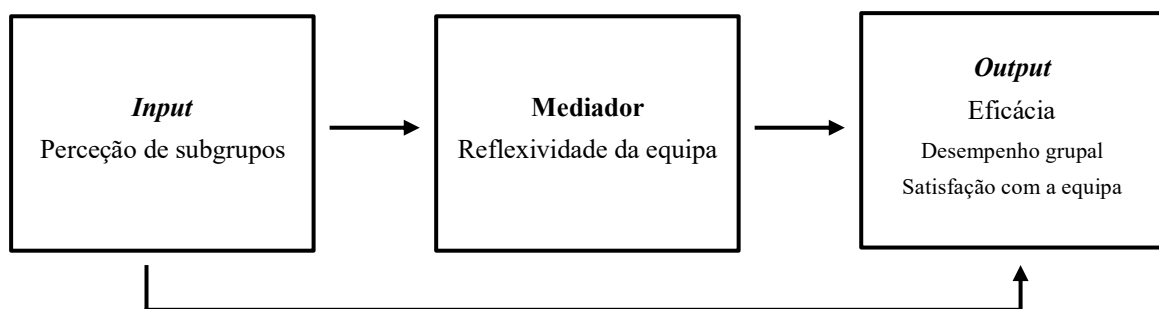 Input
Perceção de subgrupos
Mediador
Reflexividade da equipa
Output
Eficácia
Desempenho grupal
Satisfação com a equipa